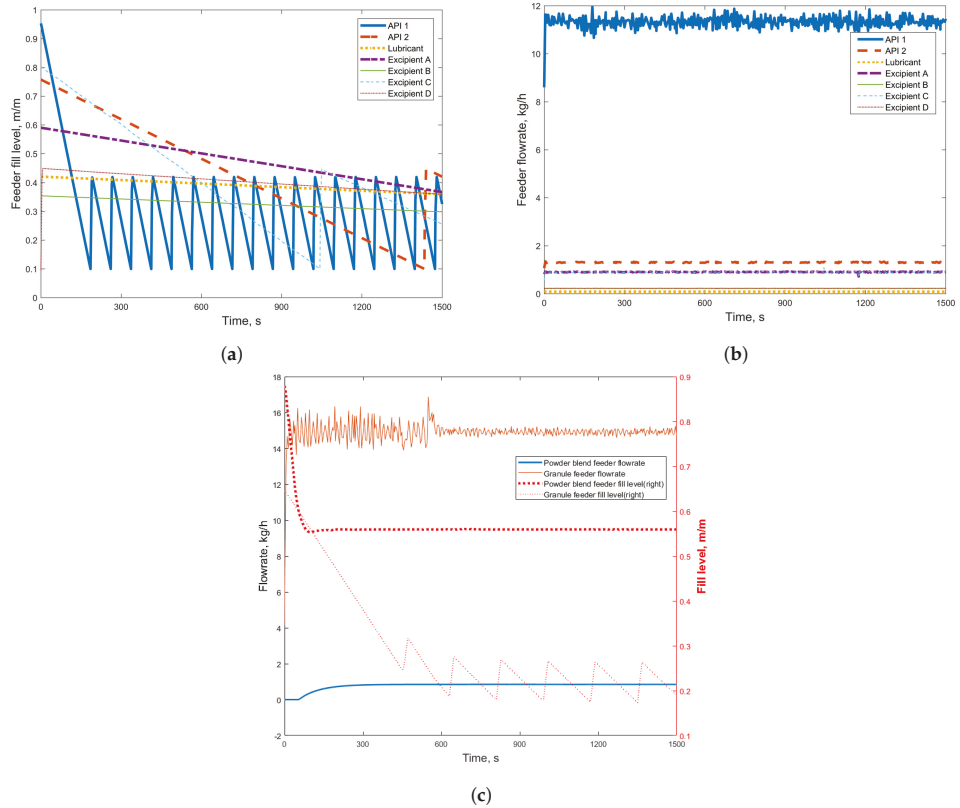 1
0.9
0.8
0.7
0.6
0.5
0.4
0.3
0.2
0.1
0
Feeder fill level, m/m
0 300 600 900 1200 1500
Time, s
API 1
API 2
Lubricant
Excipient A
Excipient B
Excipient C
Excipient D
(a)
12
10
8
6
4
2
0
Feeder flowrate, kg/h
0 300 600 900 1200 1500
Time, s
API 1
API 2
Lubricant
Excipient A
Excipient B
Excipient C
Excipient D
(b)
18
16
14
12
10
8
6
4
2
0
-2
Flowrate, kg/h
0 300 600 900 1200 1500
Time, s
0.9
0.8
0.7
0.6
0.5
0.4
0.3
0.2
0.1
Fill level, m/m
Powder blend feeder flowrate
Granule feeder flowrate
Powder blend feeder fill level(right)
Granule feeder fill level(right)
(c)